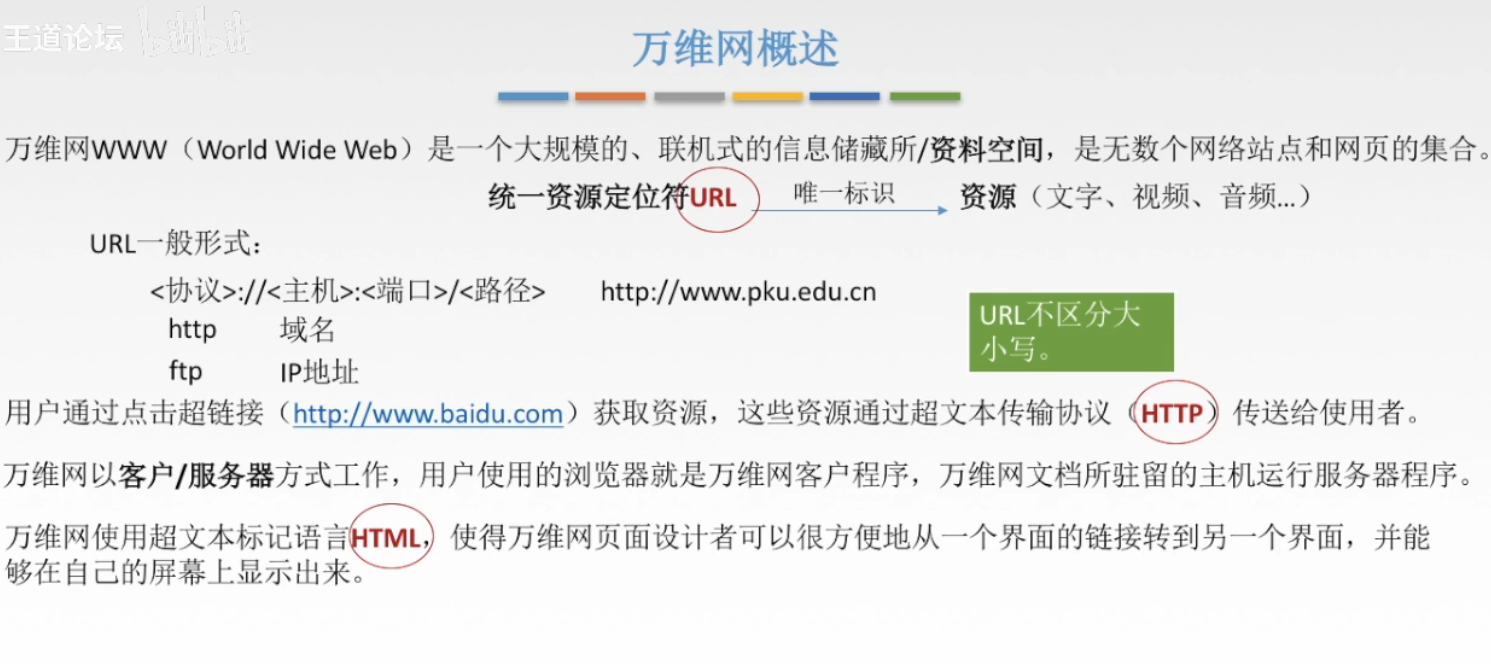 王道论坛 bilibili
万维网概述
万维网WWW（World Wide Web）是一个大规模的、联机式的信息储藏所/资料空间，是无数个网络站点和网页的集合。
统一资源定位符URL 唯一标识 资源（文字、视频、音频...）
URL一般形式：
<协议>://<主机>:<端口>/<路径> http://www.pku.edu.cn
http 域名
ftp IP地址
URL不区分大
小写。
用户通过点击超链接（http://www.baidu.com）获取资源，这些资源通过超文本传输协议（HTTP）传送给使用者。
万维网以客户/服务器方式工作，用户使用的浏览器就是万维网客户程序，万维网文档所驻留的主机运行服务器程序。
万维网使用超文本标记语言HTML，使得万维网页面设计者可以很方便地从一个界面的链接转到另一个界面，并能
够在自己的屏幕上显示出来。